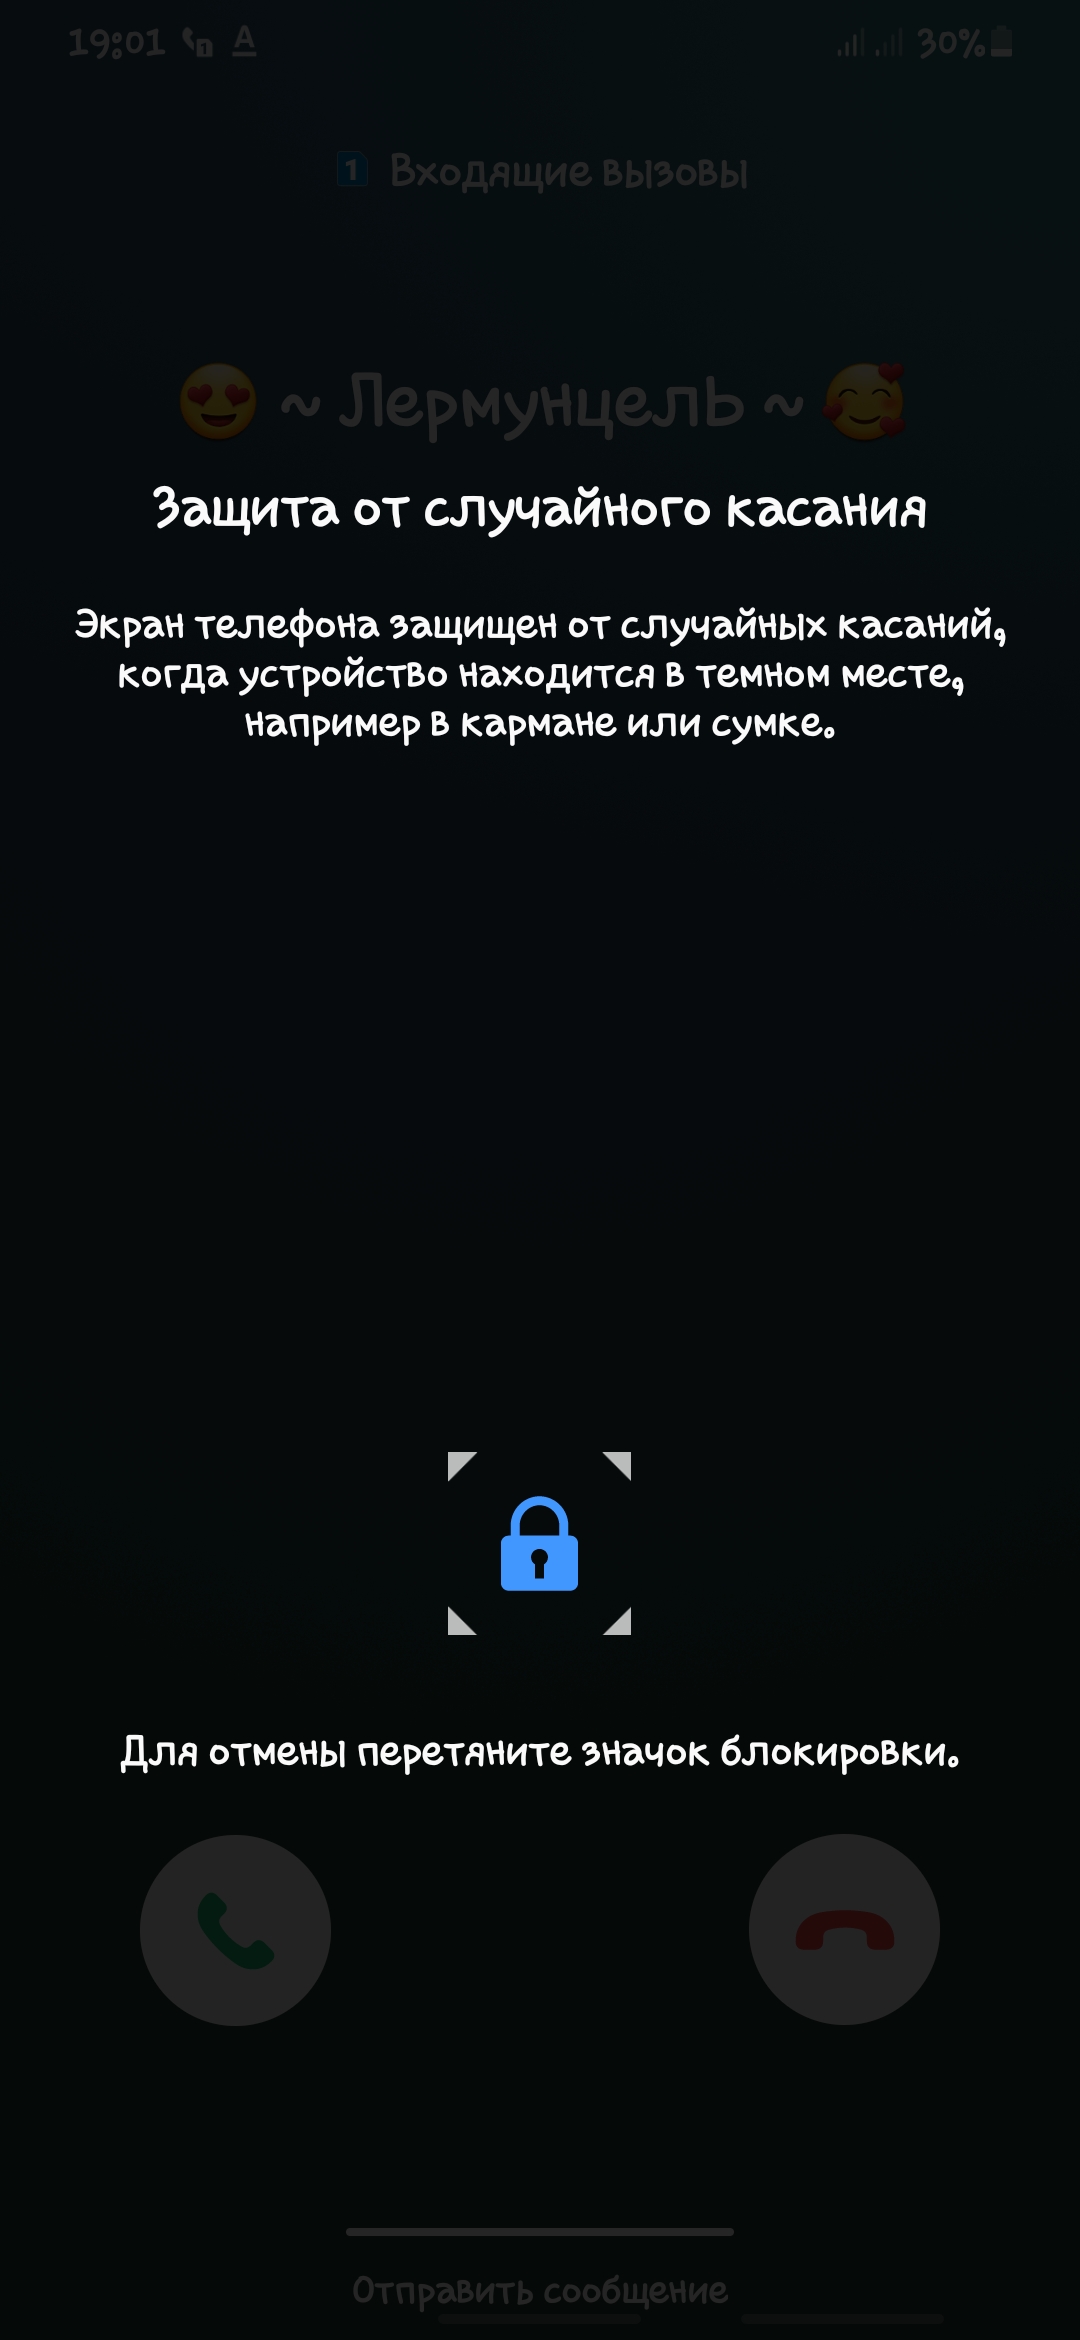 19:01
A
30%
1 Входящие вызовы
~ Лермунцель ~
Защита от случайного касания
Экран телефона защищен от случайных касаний,
когда устройство находится в темном месте,
например в кармане или сумке.
Для отмены перетяните значок блокировки.
Отправить сообщение